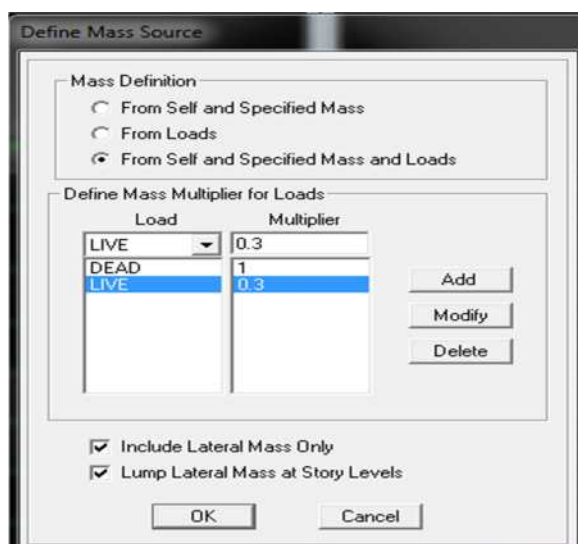 Define Mass Source
Mass Definition
From Self and Specified Mass
From Loads
From Self and Specified Mass and Loads
Define Mass Multiplier for Loads
Load Multiplier
LIVE 0.3
DEAD 1
LIVE 0.3
Add
Modify
Delete
Include Lateral Mass Only
Lump Lateral Mass at Story Levels
OK Cancel